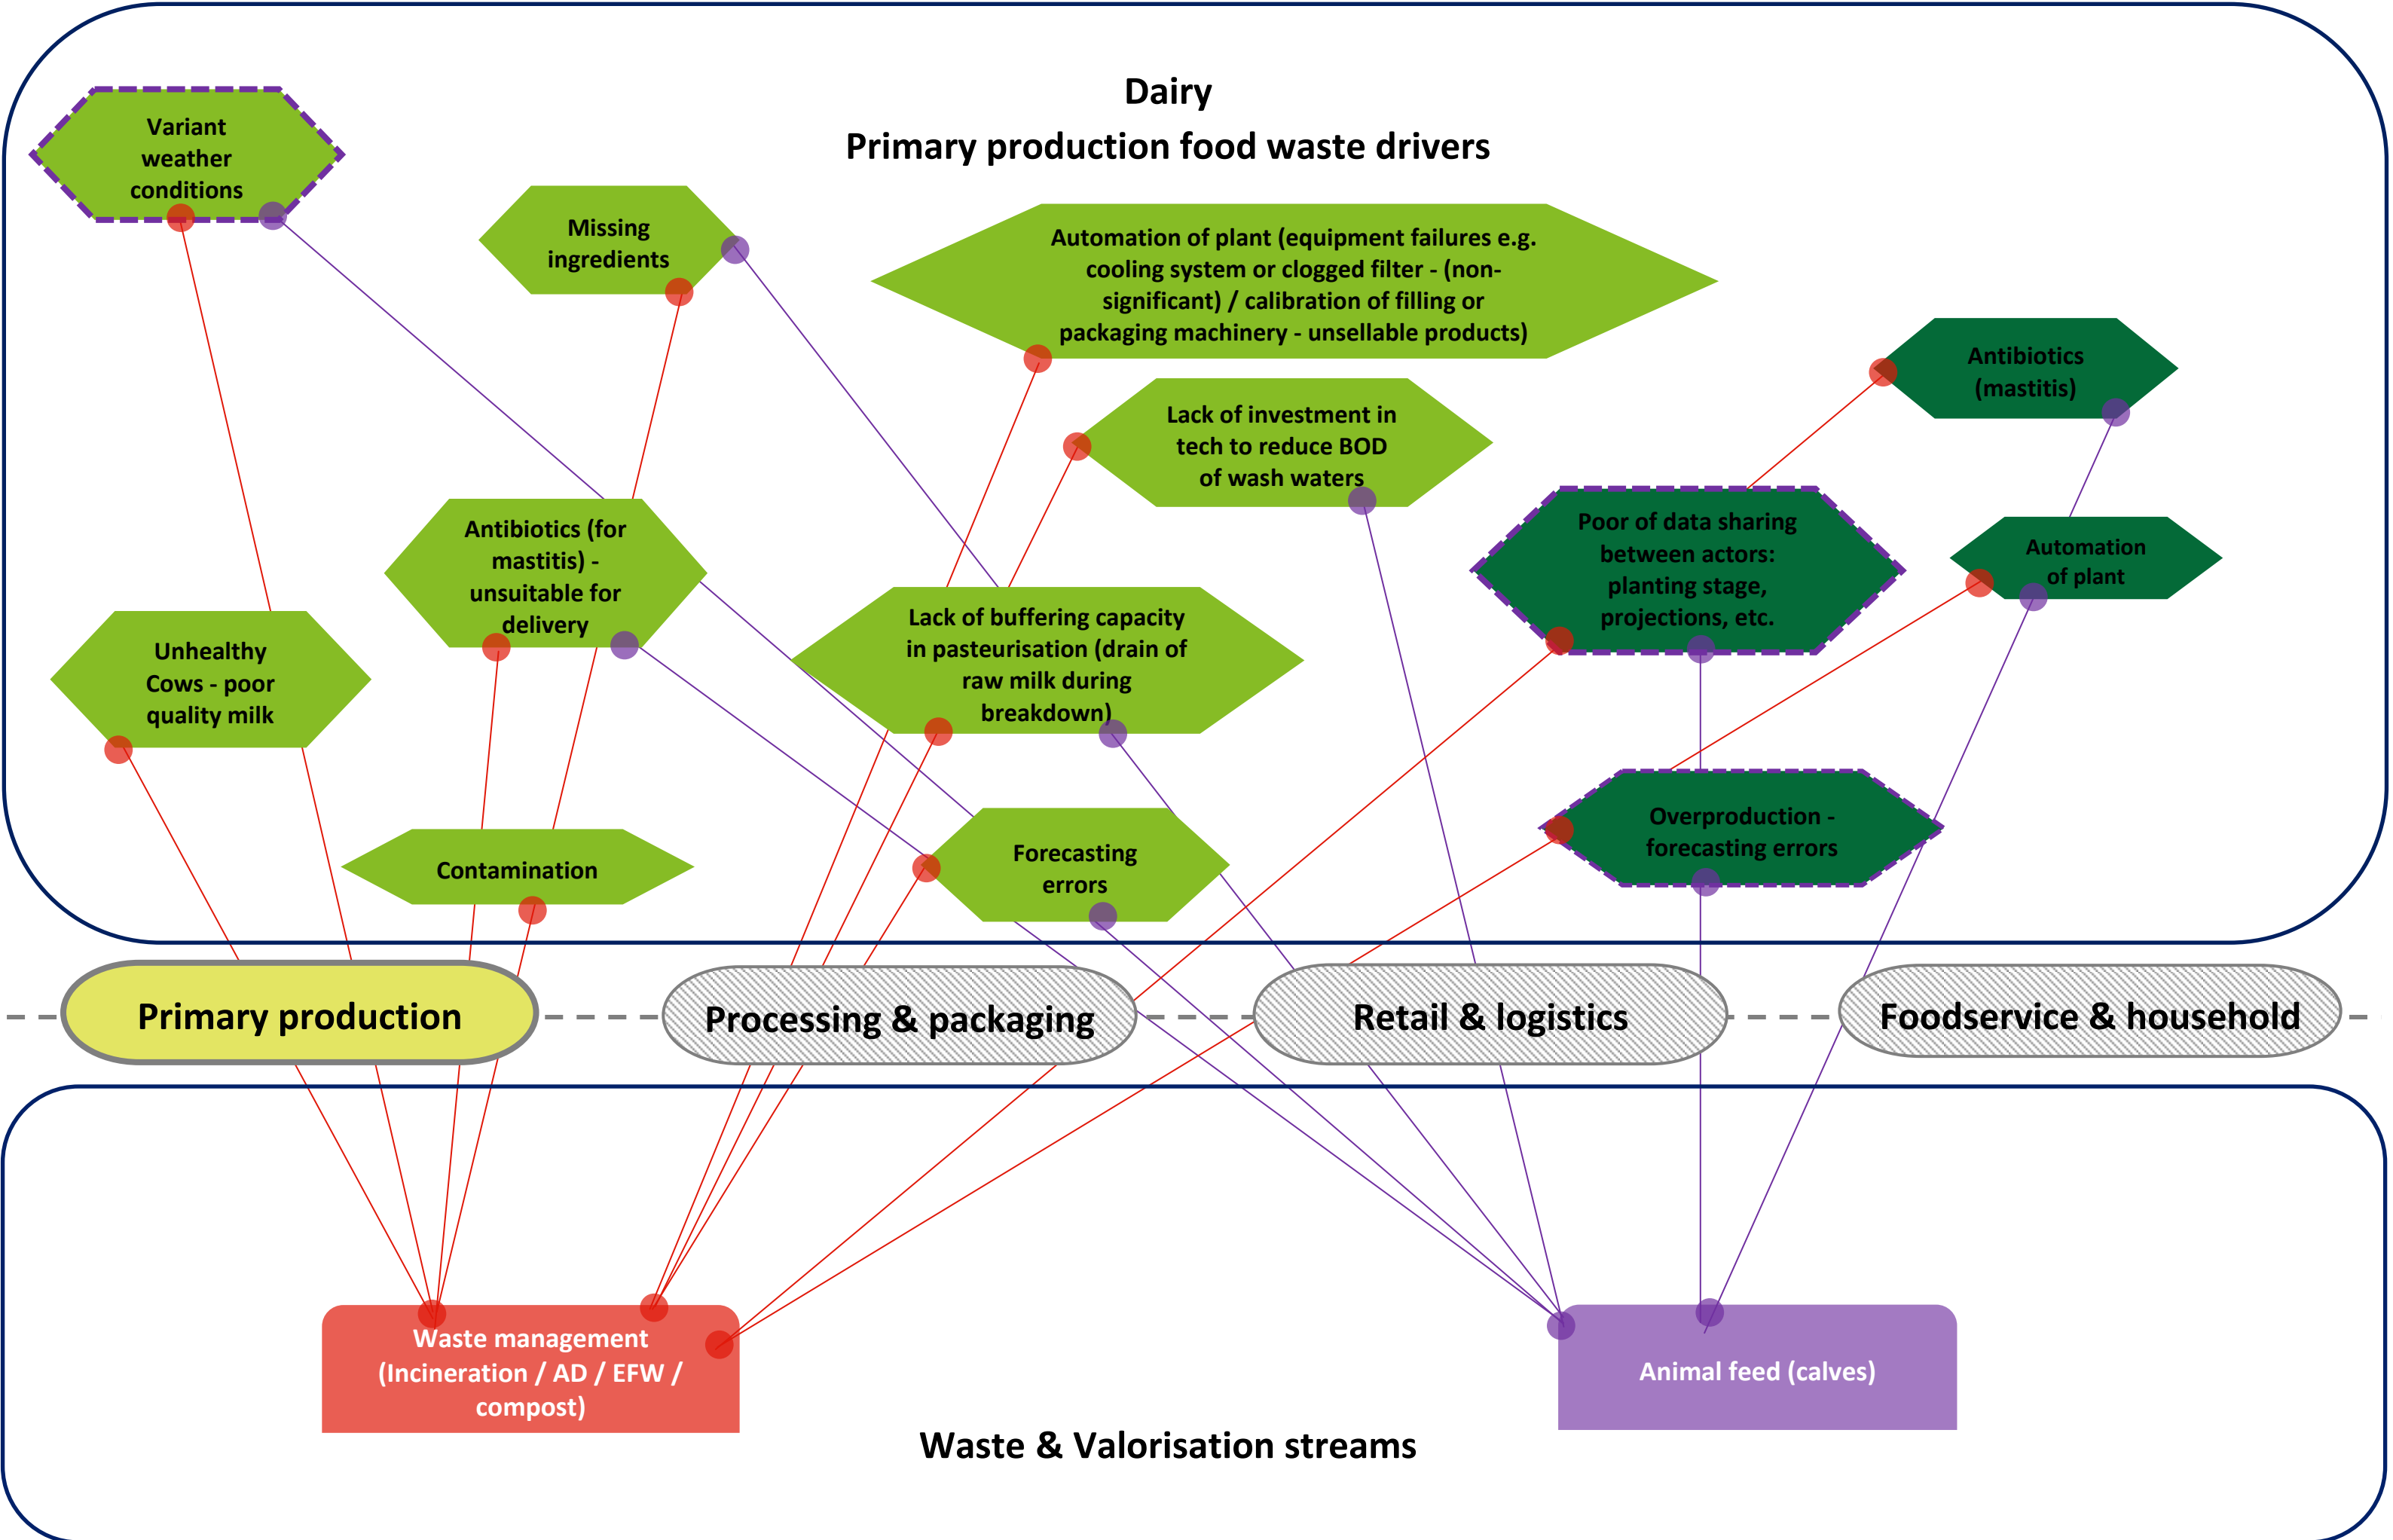 Dairy
Primary production food waste drivers
Variant
weather
conditions
Missing
ingredients
Automation of plant (equipment failures e.g.
cooling system or clogged filter - (non-
significant) / calibration of filling or
packaging machinery - unsellable products)
Antibiotics
(mastitis)
Lack of investment in
tech to reduce BOD
of wash waters
Antibiotics (for
mastitis) -
unsuitable for
delivery
Poor of data sharing
between actors:
planting stage,
projections, etc.
Automation
of plant
Unhealthy
Cows - poor
quality milk
Lack of buffering capacity
in pasteurisation (drain of
raw milk during
breakdown)
Contamination
Forecasting
errors
Overproduction -
forecasting errors
Primary production
Processing & packaging
Retail & logistics
Foodservice & household
Waste management
(Incineration / AD / EFW /
compost)
Animal feed (calves)
Waste & Valorisation streams